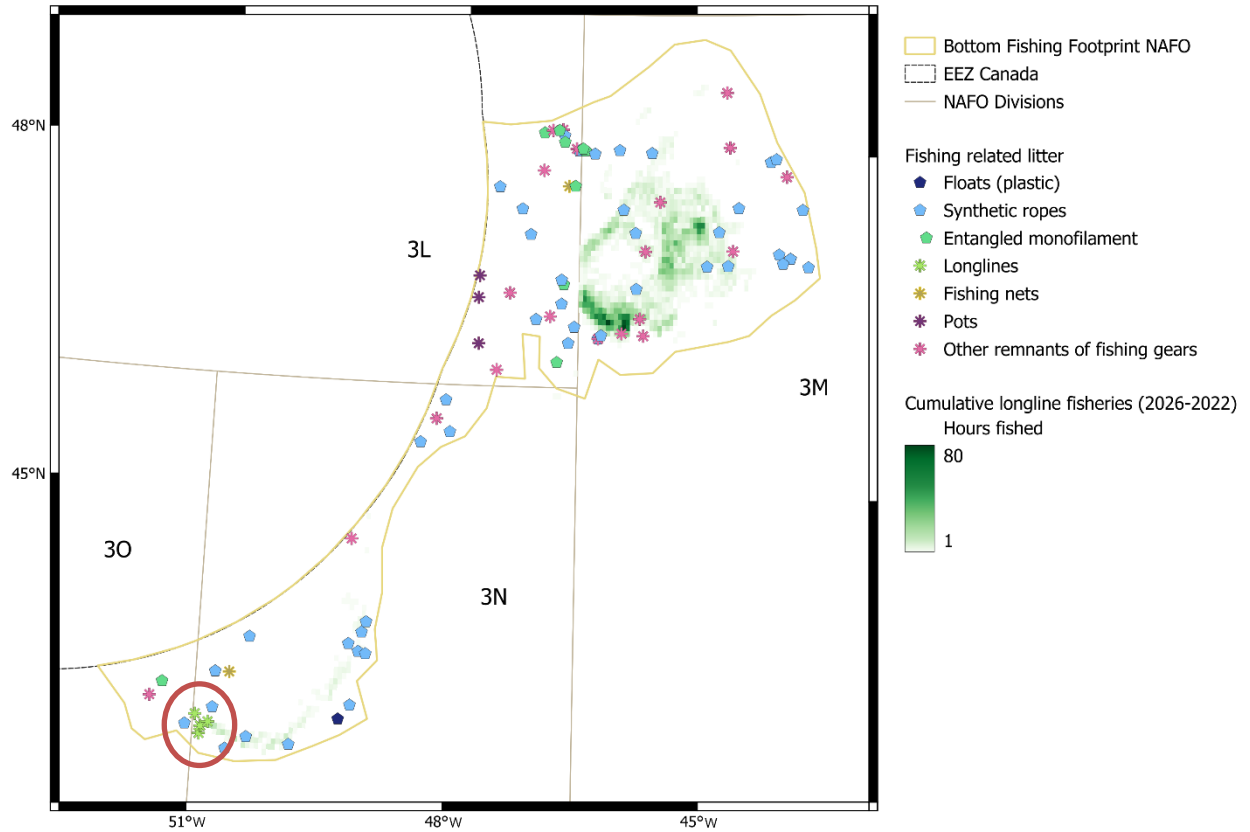 48°N
45°N
51°W
48°W
45°W
3L
3M
3O
3N
Bottom Fishing Footprint NAFO
EEZ Canada
NAFO Divisions
Fishing related litter
Floats (plastic)
Synthetic ropes
Entangled monofilament
Longlines
Fishing nets
Pots
Other remnants of fishing gears
Cumulative longline fisheries (2026-2022)
Hours fished
80
1